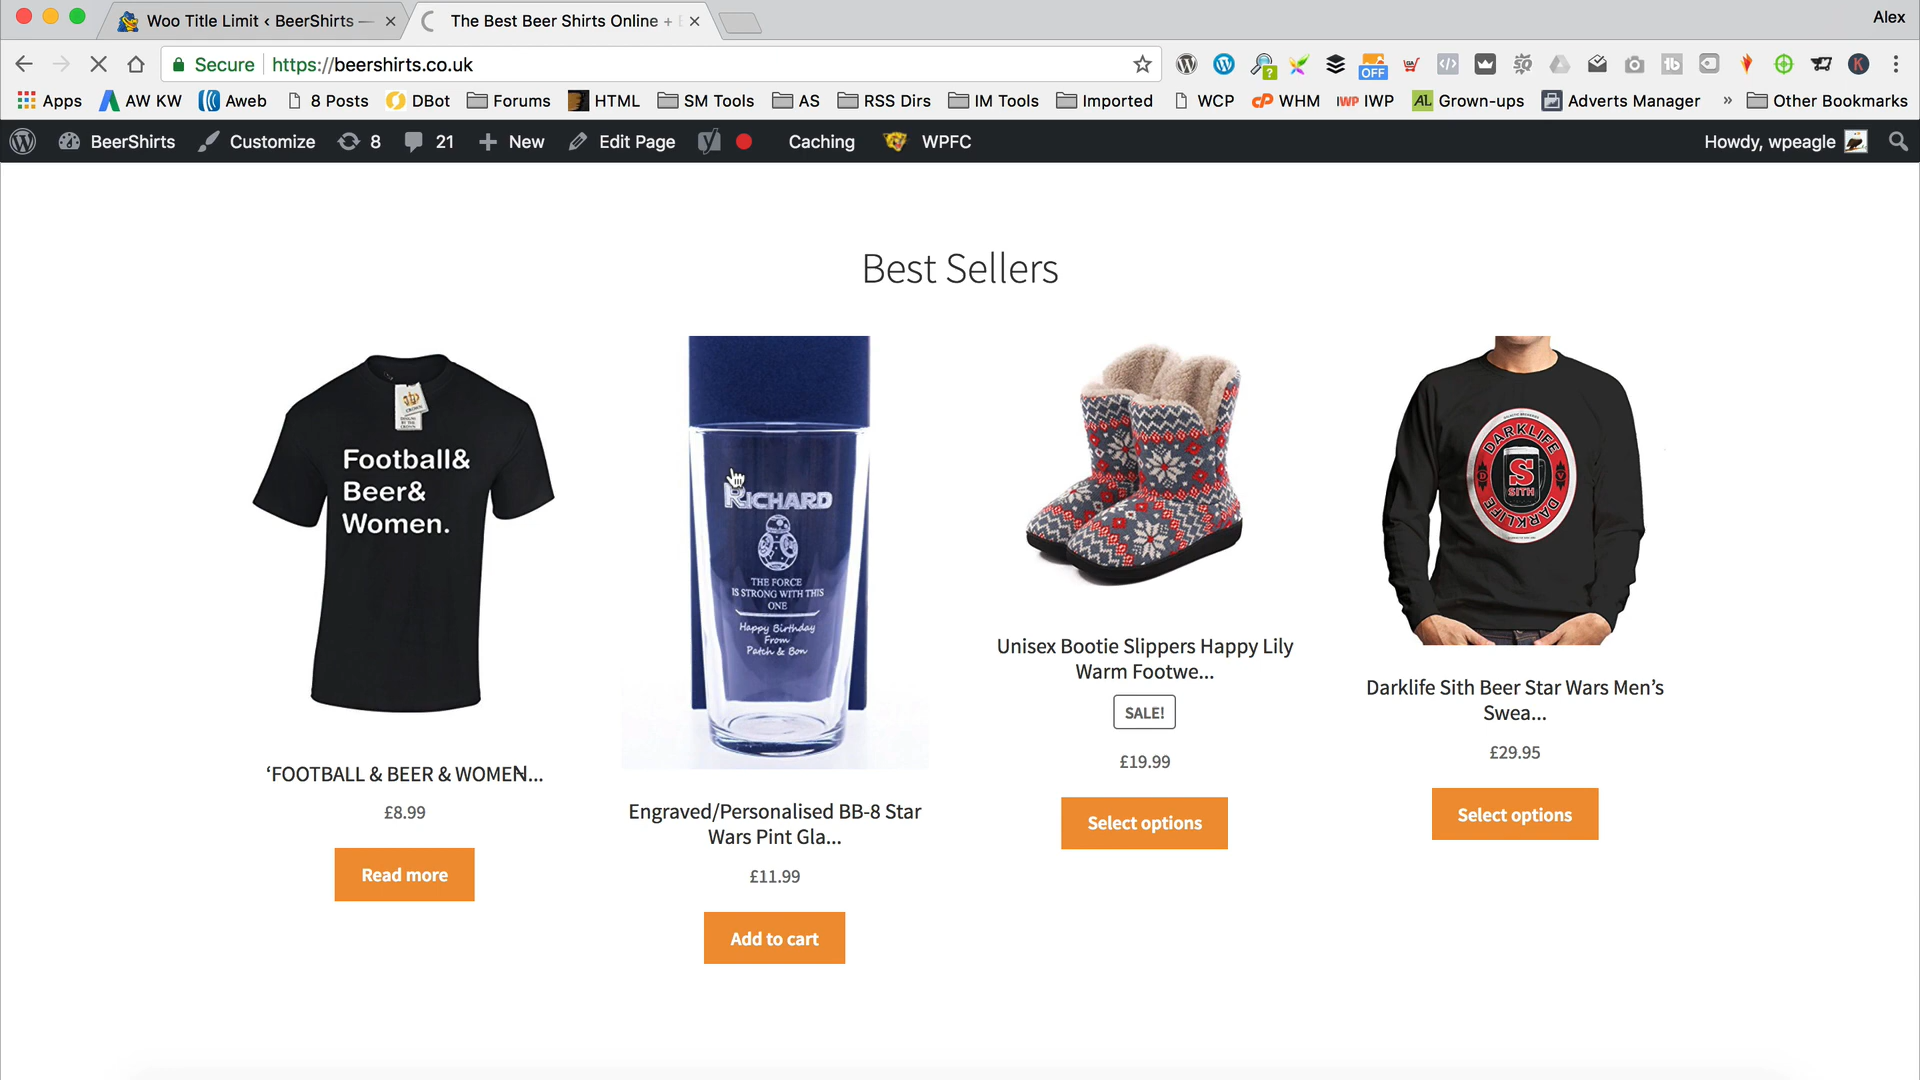 Woo Title Limit ‹ BeerShirts —
The Best Beer Shirts Online +
Alex
Secure
https://beershirts.co.uk
OFF
Apps
AW KW
Aweb
8 Posts
DBot
Forums
HTML
SM Tools
AS
RSS Dirs
IM Tools
Imported
WCP
cP WHM
IWP IWP
AL Grown-ups
Adverts Manager
»
Other Bookmarks
BeerShirts
Customize
8
21
New
Edit Page
Caching
WPFC
Howdy, wpeagle
Best Sellers
Football&
Beer&
Women.
‘FOOTBALL & BEER & WOMEN...
£8.99
Read more
RICHARD
THE FORCE
IS STRONG WITH THIS
ONE
Happy Birthday
From
Patch & Bon
Engraved/Personalised BB-8 Star
Wars Pint Gla...
£11.99
Add to cart
Unisex Bootie Slippers Happy Lily
Warm Footwe...
SALE!
£19.99
Select options
DARKLIFE
S
SITH
DARKLIFE
Darklife Sith Beer Star Wars Men’s
Swea...
£29.95
Select options